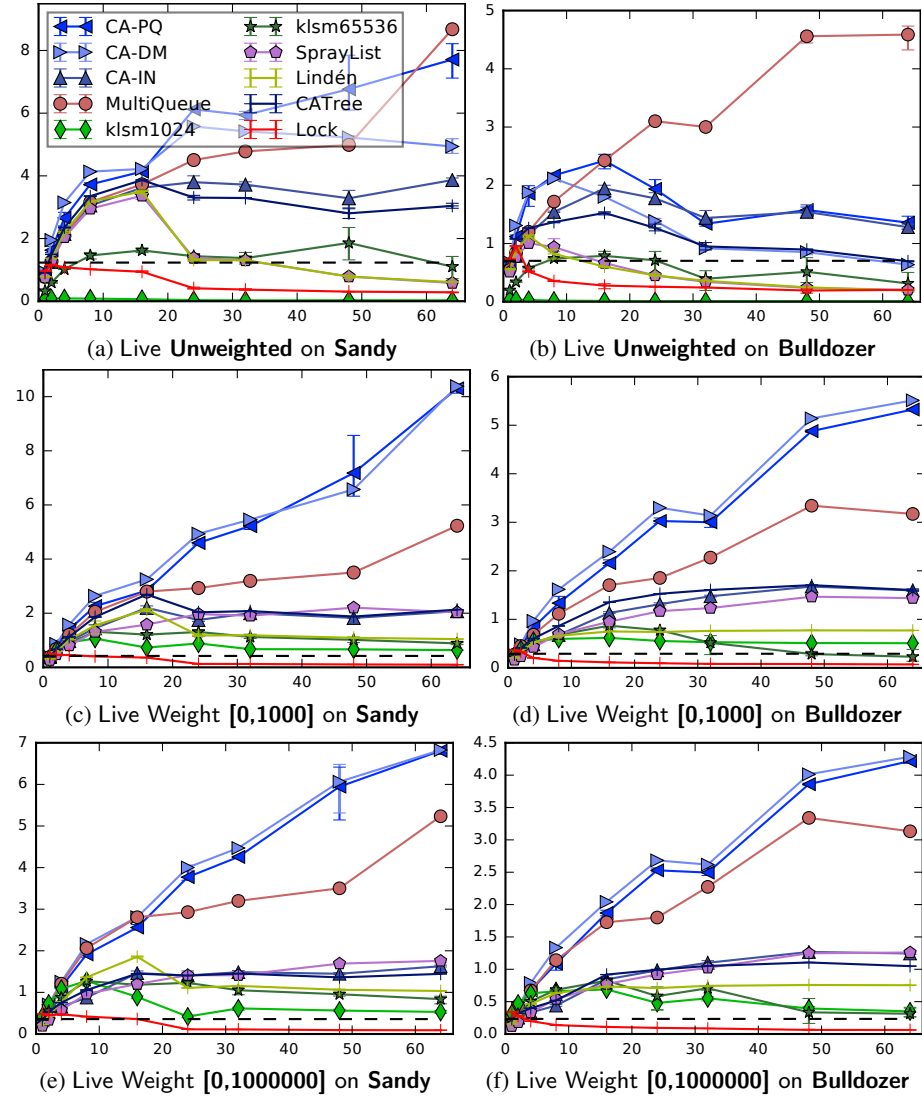 CA-PQ
CA-DM
CA-IN
MultiQueue
klsm1024
klsm65536
SprayList
Lindén
CATree
Lock
8
6
4
2
0
0 10 20 30 40 50 60
(a) Live Unweighted on Sandy
5
4
3
2
1
0
0 10 20 30 40 50 60
(b) Live Unweighted on Bulldozer
10
8
6
4
2
0
0 10 20 30 40 50 60
(c) Live Weight [0,1000] on Sandy
6
5
4
3
2
1
0
0 10 20 30 40 50 60
(d) Live Weight [0,1000] on Bulldozer
7
6
5
4
3
2
1
0
0 10 20 30 40 50 60
(e) Live Weight [0,1000000] on Sandy
4.5
4.0
3.5
3.0
2.5
2.0
1.5
1.0
0.5
0.0
0 10 20 30 40 50 60
(f) Live Weight [0,1000000] on Bulldozer